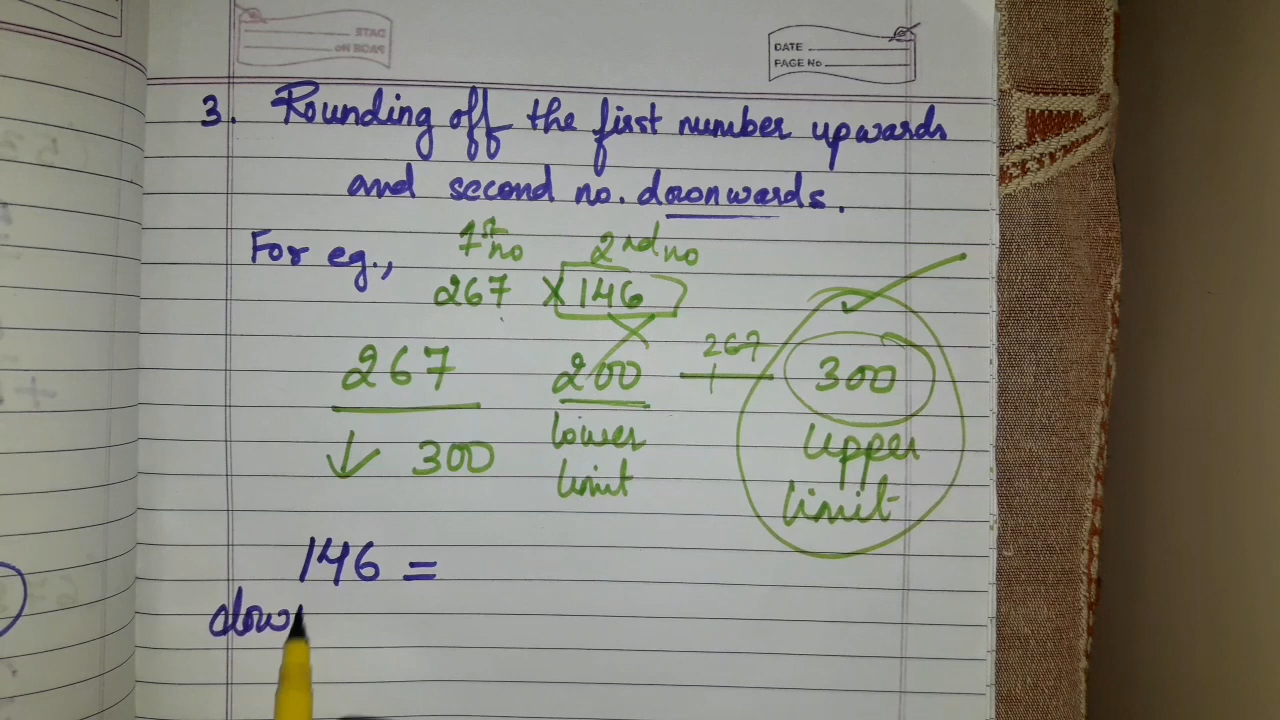 DATE
PAGE No
3. Rounding off the first number upwards
and second no. downwards.
For eg.,
1st no 2nd no
267 × 146
267 200 267 300
↓ 300 lower limit
upper limit
146 =
dow